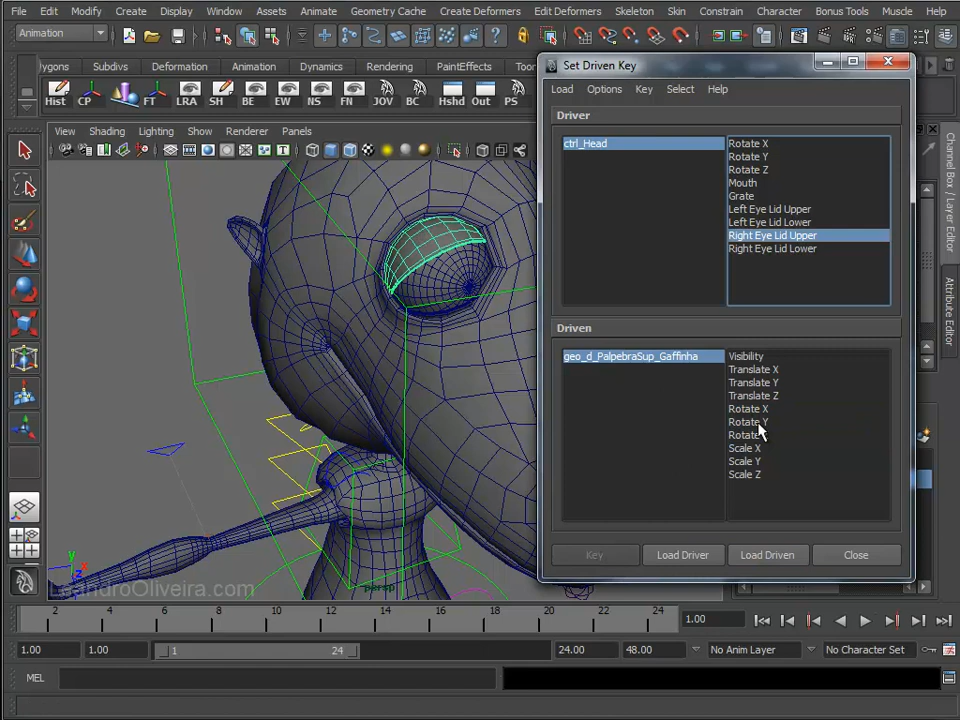 File Edit Modify Create Display Window Assets Animate Geometry Cache Create Deformers Edit Deformers Skeleton Skin Constrain Character Bonus Tools Muscle Help
Animation
Set Driven Key
olygons Subdivs Deformation Animation Dynamics Rendering PaintEffects Toon
Load Options Key Select Help
Hist CP FT LRA SH BE EW NS FN JOV BC Hshd Out PS
Driver
View Shading Lighting Show Renderer Panels
ctrl_Head
Rotate X
Rotate Y
Rotate Z
Mouth
Grate
Left Eye Lid Upper
Left Eye Lid Lower
Right Eye Lid Upper
Right Eye Lid Lower
Driven
geo_d_PalpebraSup_Gaffinha
Visibility
Translate X
Translate Y
Translate Z
Rotate X
Rotate Y
Rotate
Scale X
Scale Y
Scale Z
Key Load Driver Load Driven Close
Channel Box / Layer Editor
Attribute Editor
y
x
z
persp
LeandroOliveira.com
2 4 6 8 10 12 14 16 18 20 22 24
1.00
1.00 1.00 1 24 24.00 48.00 No Anim Layer No Character Set
MEL